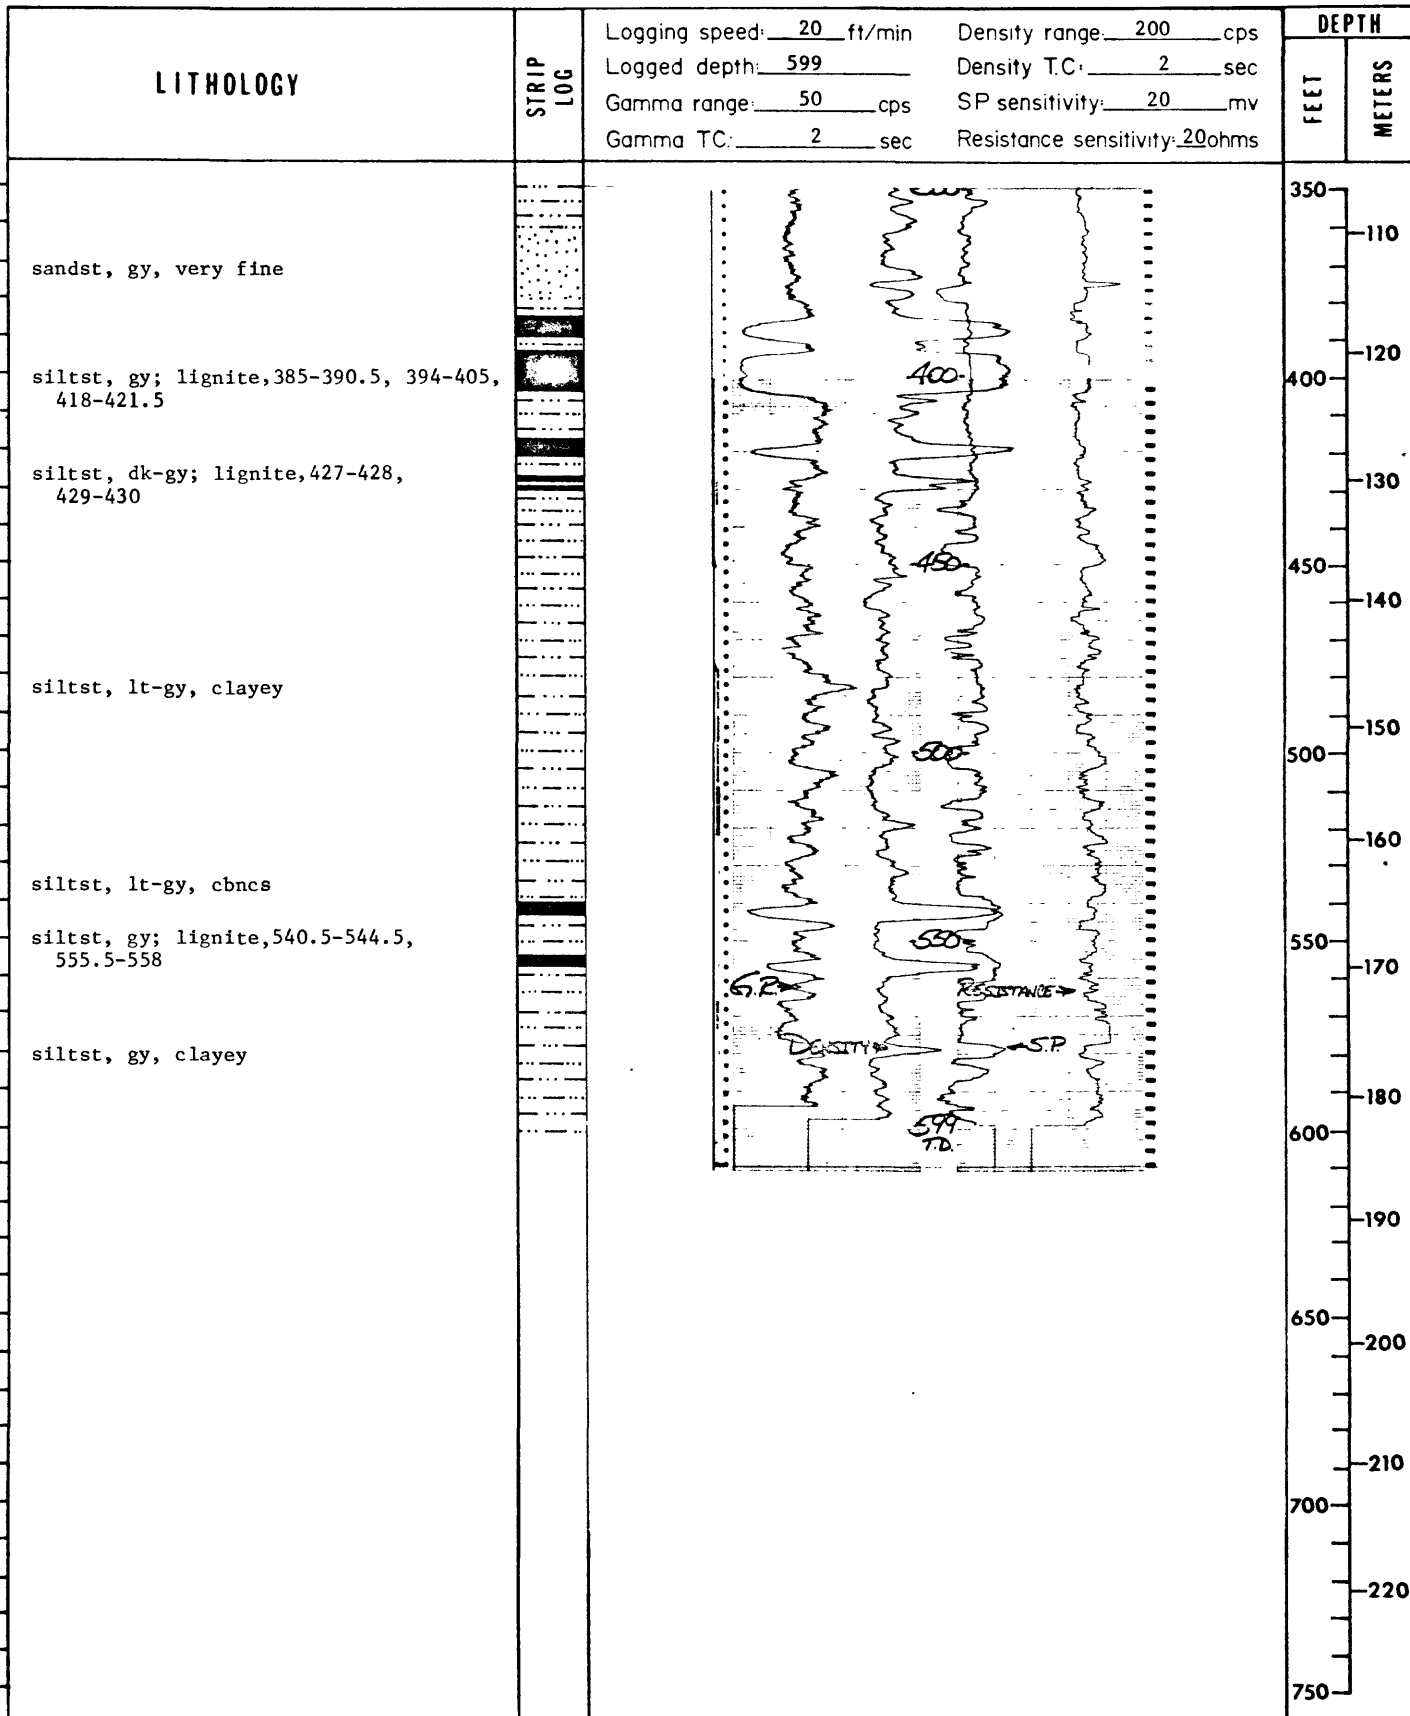 LITHOLOGY
STRIP LOG
Logging speed: 20 ft/min
Logged depth: 599
Gamma range: 50 cps
Gamma TC: 2 sec
Density range 200 cps
Density T.C: 2 sec
SP sensitivity: 20 mv
Resistance sensitivity: 20ohms
DEPTH
FEET
METERS
sandst, gy, very fine
siltst, gy; lignite,385-390.5, 394-405,
418-421.5
siltst, dk-gy; lignite,427-428,
429-430
siltst, lt-gy, clayey
siltst, lt-gy, cbncs
siltst, gy; lignite,540.5-544.5,
555.5-558
siltst, gy, clayey
400
450
500
550
G.R.
RESISTANCE
DENSITY
S.P.
599
T.D.
350
400
450
500
550
600
650
700
750
110
120
130
140
150
160
170
180
190
200
210
220